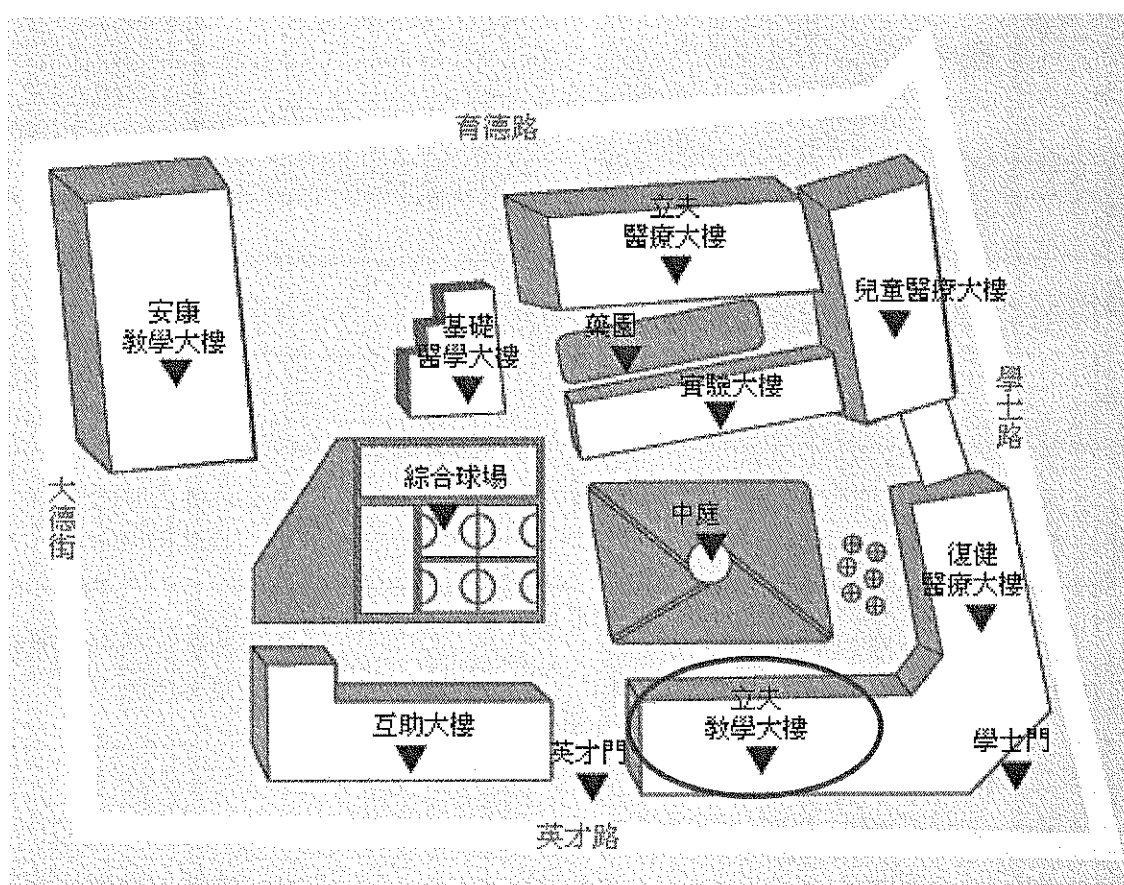 育德路
立夫
醫療大樓
兒童醫療大樓
安康
教學大樓
基礎
醫學大樓
藥園
實驗大樓
學士路
綜合球場
中庭
大德街
復健
醫療大樓
立夫
教學大樓
互助大樓
英才門
學士門
英才路